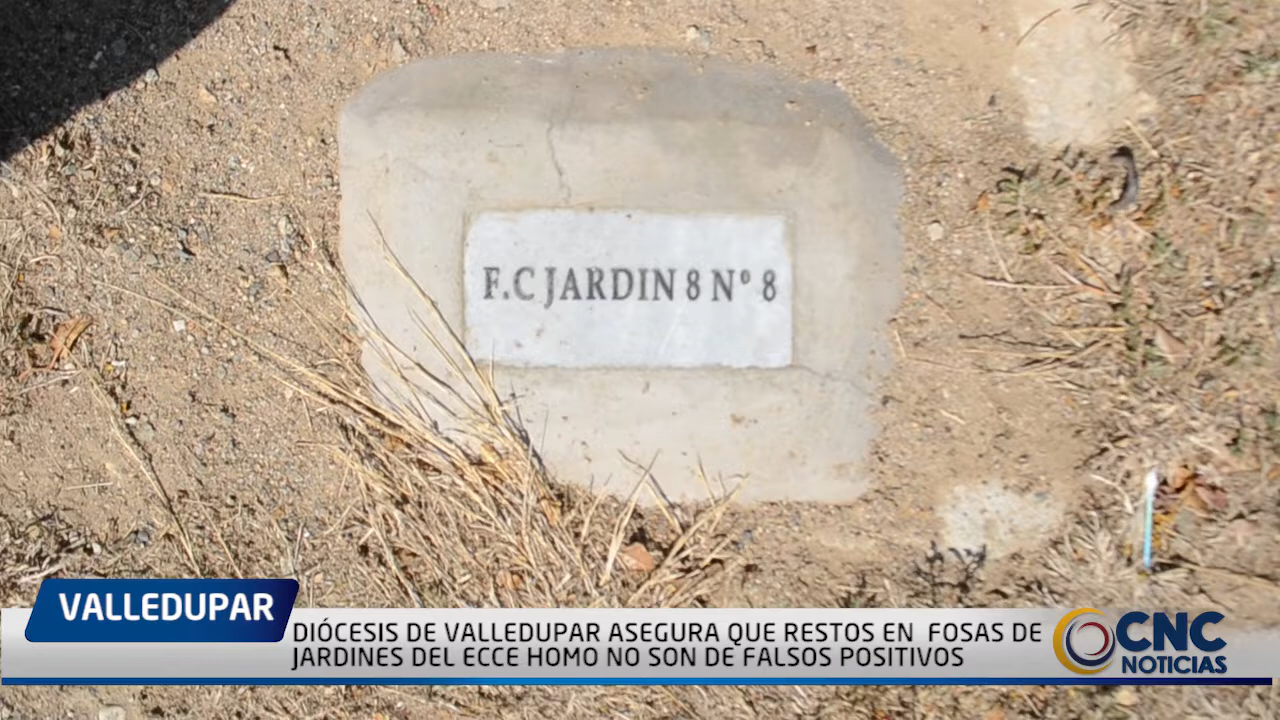 F.C JARDIN 8 Nº 8
VALLEDUPAR
DIÓCESIS DE VALLEDUPAR ASEGURA QUE RESTOS EN FOSAS DE
JARDINES DEL ECCE HOMO NO SON DE FALSOS POSITIVOS
CNC
NOTICIAS